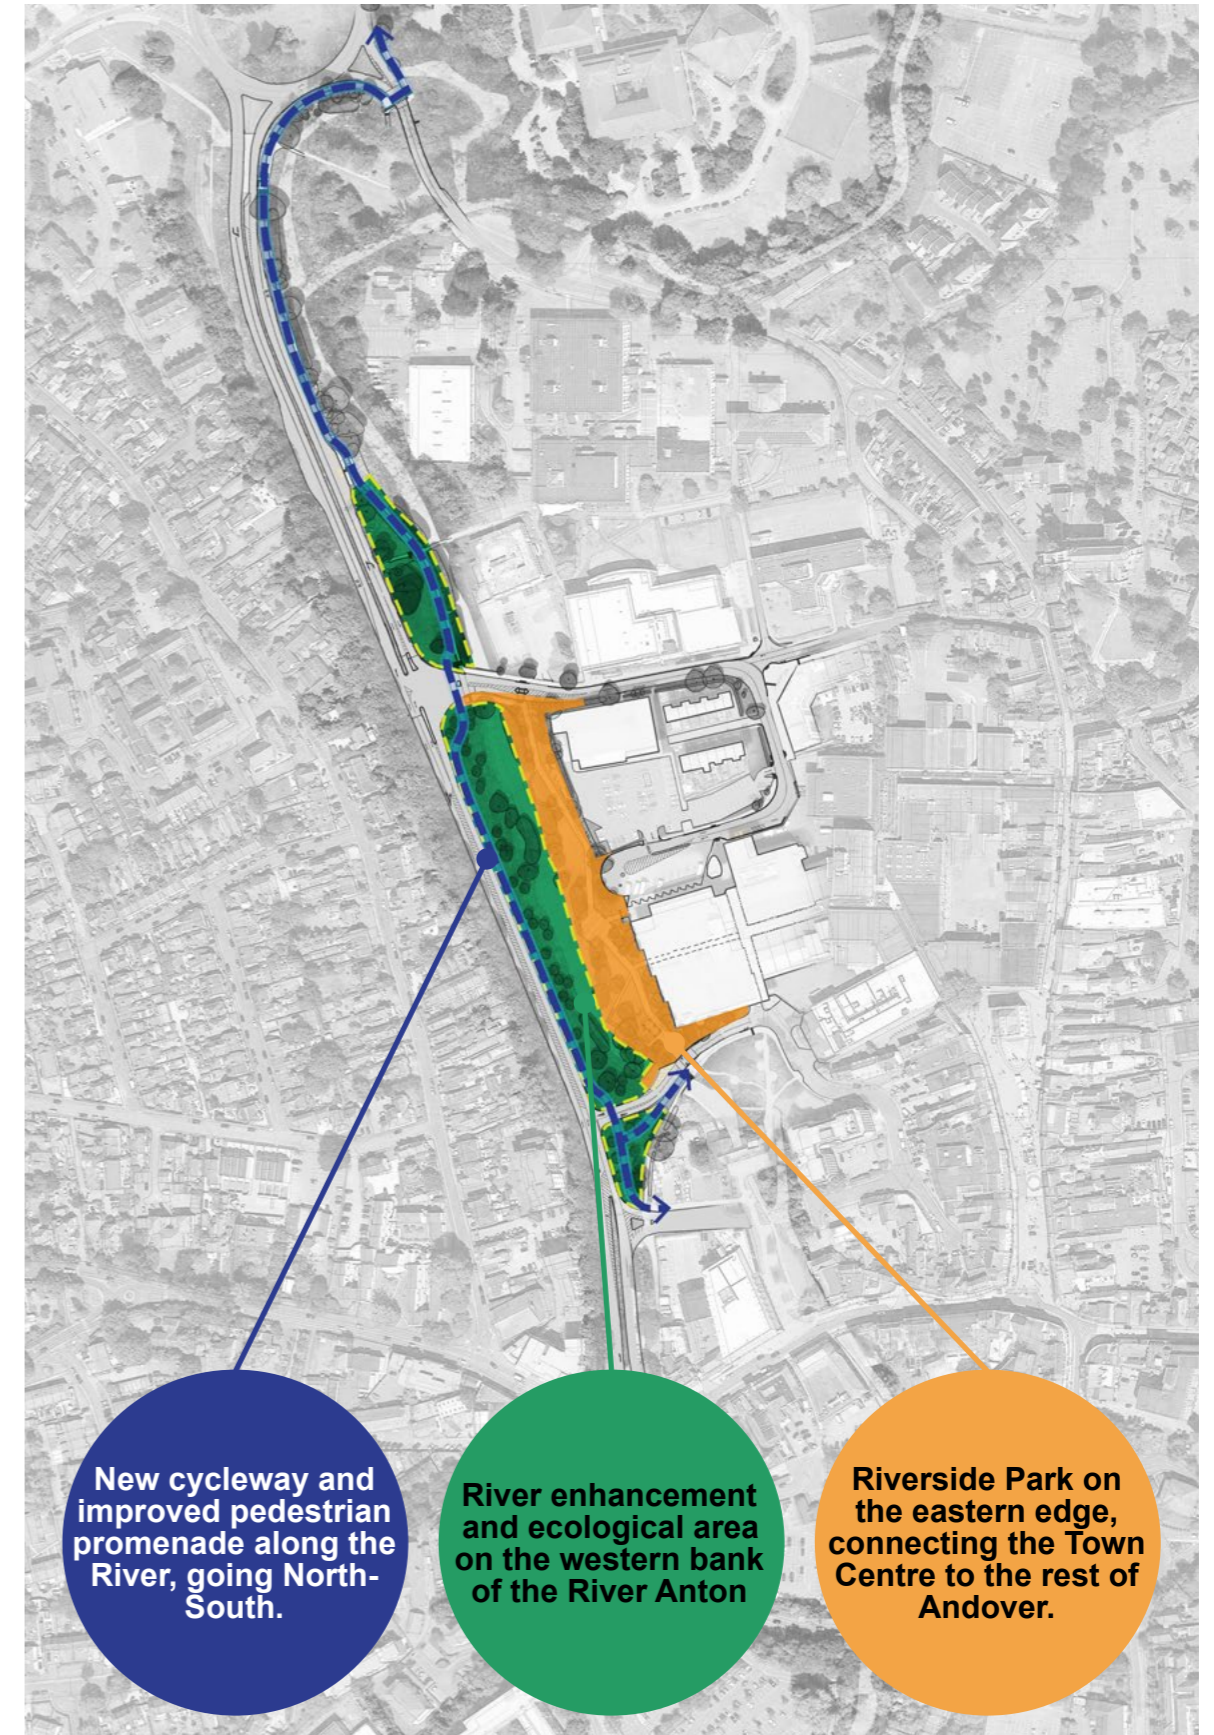 New cycleway and
improved pedestrian
promenade along the
River, going North-
South.
River enhancement
and ecological area
on the western bank
of the River Anton
Riverside Park on
the eastern edge,
connecting the Town
Centre to the rest of
Andover.